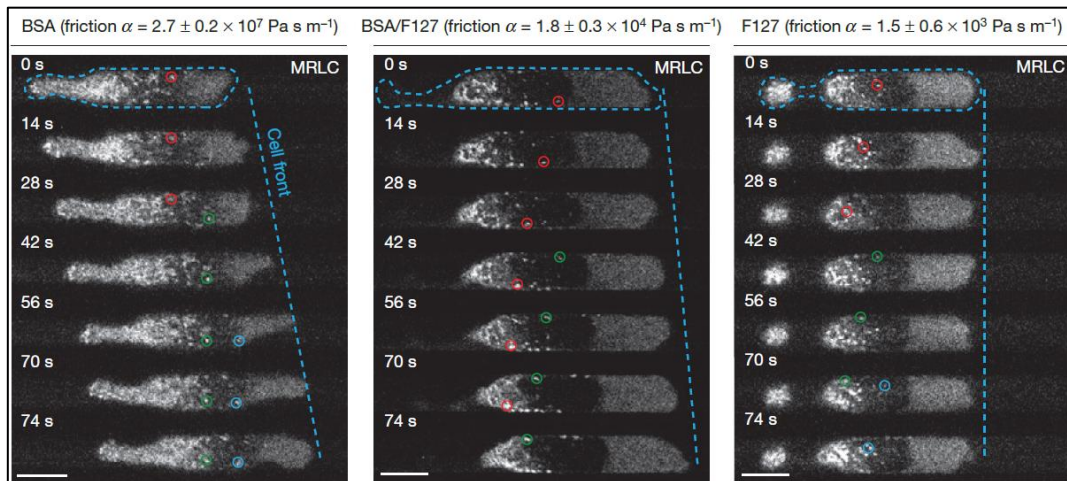 BSA (friction α = 2.7 ± 0.2 × 10⁷ Pa s m⁻¹)
0 s
MRLC
14 s
28 s
42 s
56 s
70 s
74 s
Cell front
BSA/F127 (friction α = 1.8 ± 0.3 × 10⁴ Pa s m⁻¹)
0 s
MRLC
14 s
28 s
42 s
56 s
70 s
74 s
F127 (friction α = 1.5 ± 0.6 × 10³ Pa s m⁻¹)
0 s
MRLC
14 s
28 s
42 s
56 s
70 s
74 s